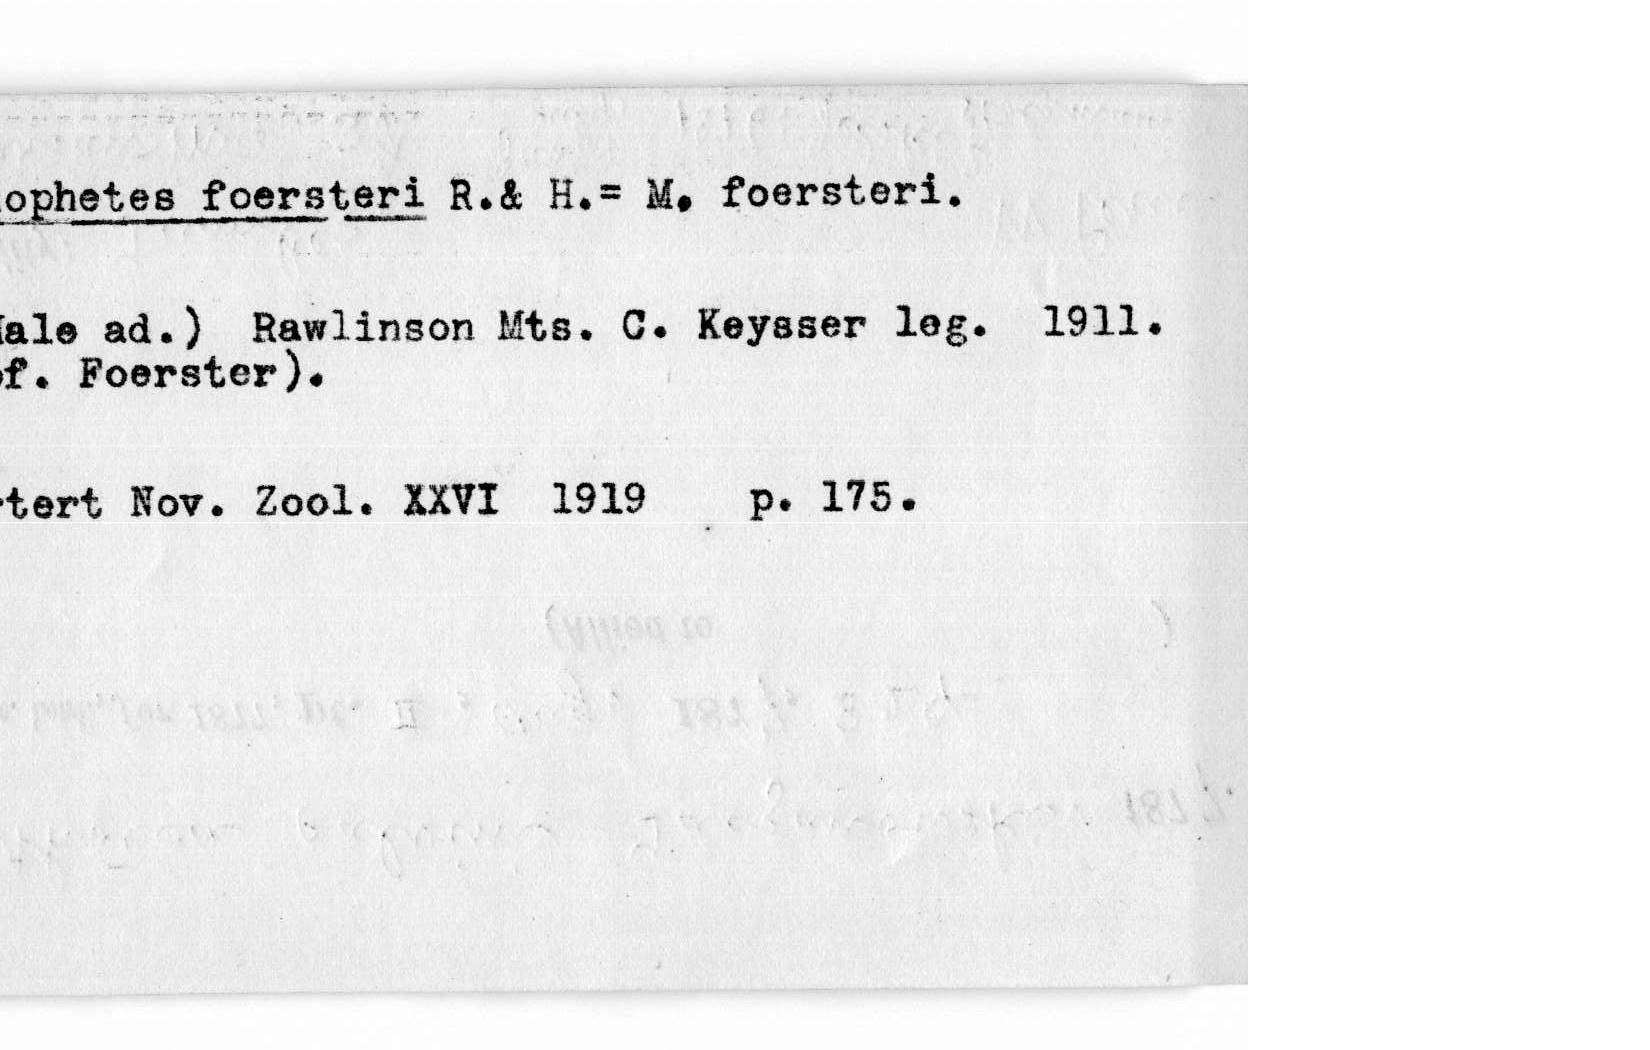 ophetes foersteri R.& H.= M. foersteri.
ale ad.) Rawlinson Mts. C. Keysser leg. 1911.
f. Foerster).
tert Nov. Zool. XXVI 1919 p. 175.